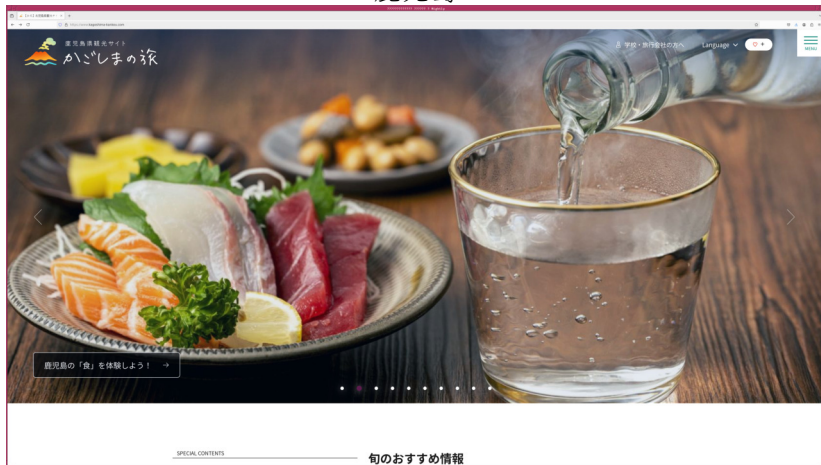 鹿児島県観光サイト
かごしまの旅
学校・旅行会社の方へ
Language
MENU
鹿児島の「食」を体験しよう！ →
SPECIAL CONTENTS
旬のおすすめ情報